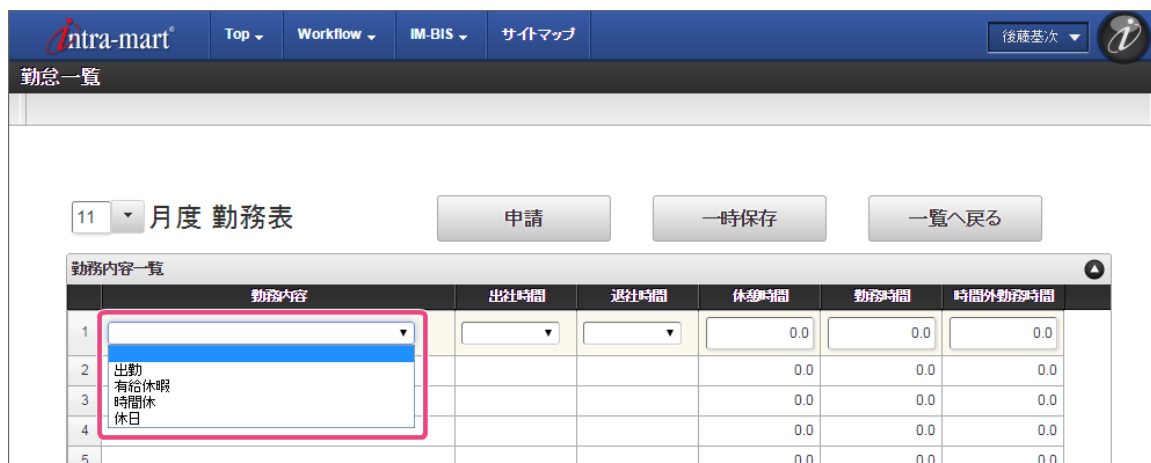 intra-mart® Top Workflow IM-BIS サイトマップ 後藤基次
勤怠一覧
11 月度 勤務表 申請 一時保存 一覧へ戻る
勤務内容一覧
勤務内容 出社時間 退社時間 休憩時間 勤務時間 時間外勤務時間
1 0.0 0.0 0.0
2 出勤 0.0 0.0 0.0
有給休暇
3 時間休 0.0 0.0 0.0
休日
4 0.0 0.0 0.0
5 0.0 0.0 0.0